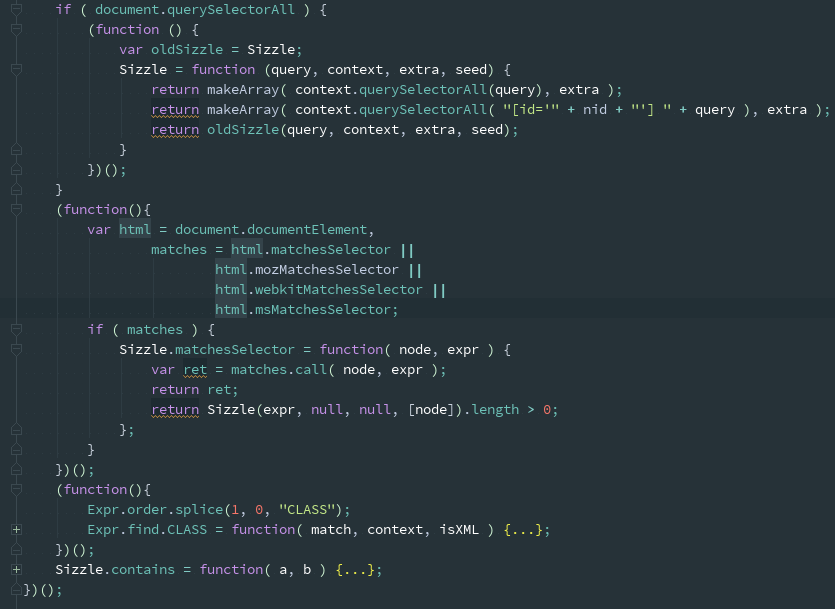 if ( document.querySelectorAll ) {
(function () {
var oldSizzle = Sizzle;
Sizzle = function (query, context, extra, seed) {
return makeArray( context.querySelectorAll(query), extra );
return makeArray( context.querySelectorAll( "[id='" + nid + "'] " + query ), extra );
return oldSizzle(query, context, extra, seed);
}
})();
}
(function(){
var html = document.documentElement,
matches = html.matchesSelector ||
html.mozMatchesSelector ||
html.webkitMatchesSelector ||
html.msMatchesSelector;
if ( matches ) {
Sizzle.matchesSelector = function( node, expr ) {
var ret = matches.call( node, expr );
return ret;
return Sizzle(expr, null, null, [node]).length > 0;
};
}
})();
(function(){
Expr.order.splice(1, 0, "CLASS");
Expr.find.CLASS = function( match, context, isXML ) {...};
})();
Sizzle.contains = function( a, b ) {...};
})();